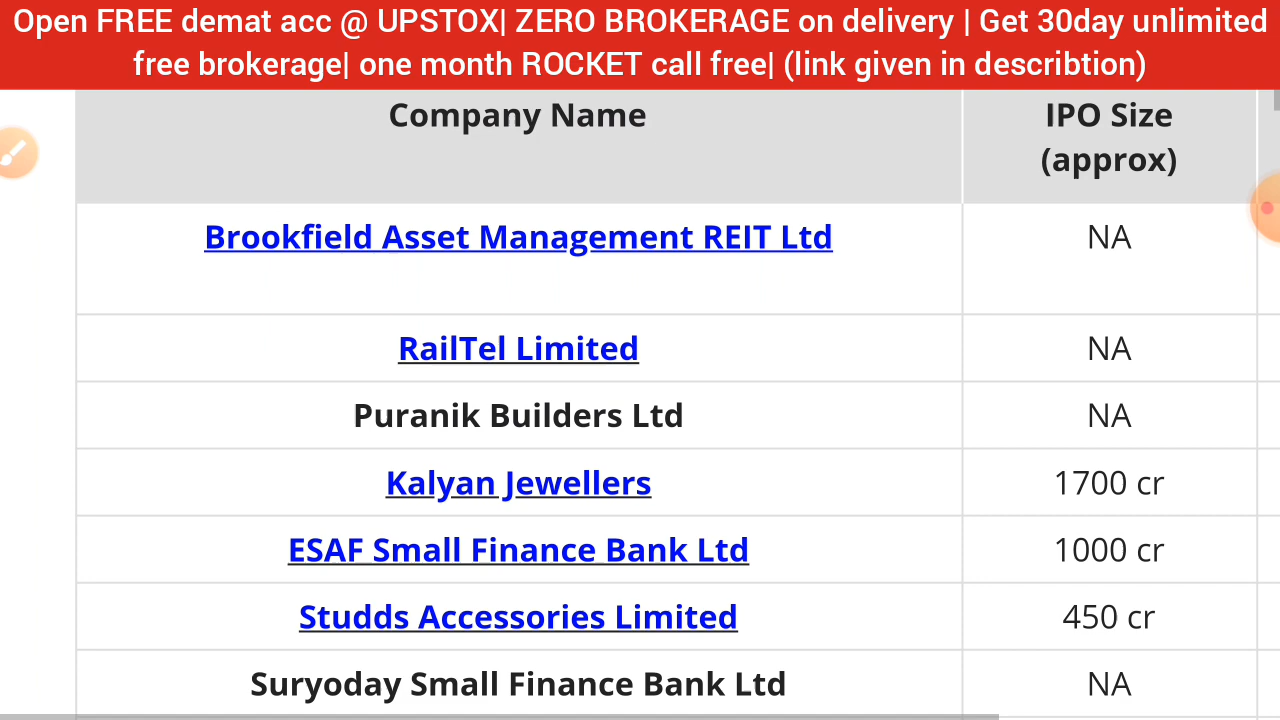 Open FREE demat acc @ UPSTOX| ZERO BROKERAGE on delivery | Get 30day unlimited
free brokerage| one month ROCKET call free| (link given in describtion)
Company Name IPO Size
(approx)
Brookfield Asset Management REIT Ltd NA
RailTel Limited NA
Puranik Builders Ltd NA
Kalyan Jewellers 1700 cr
ESAF Small Finance Bank Ltd 1000 cr
Studds Accessories Limited 450 cr
Suryoday Small Finance Bank Ltd NA